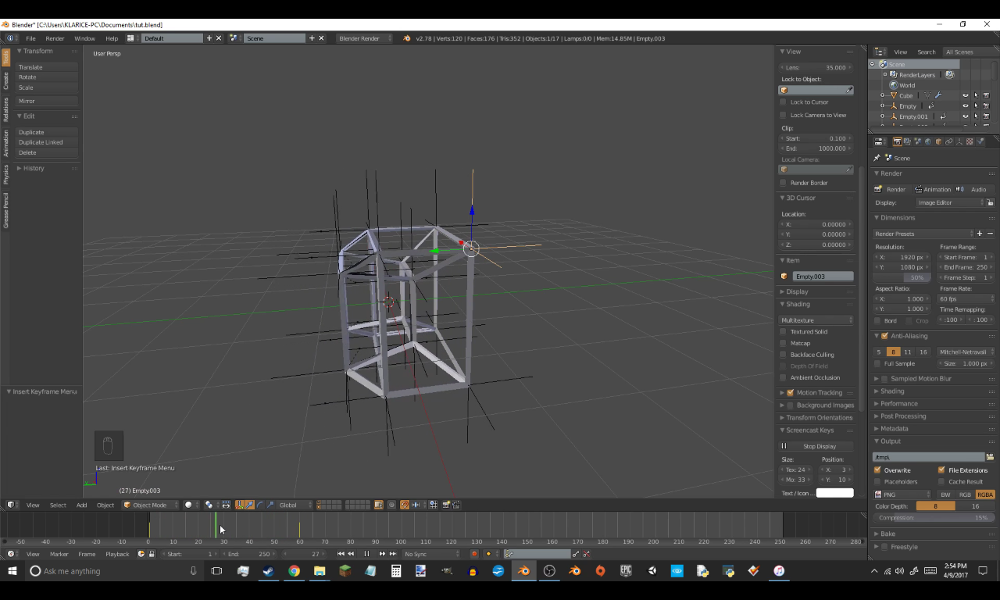 Blender* [C:\Users\KLARICE-PC\Documents\tut.blend]
File Render Window Help Default Scene Blender Render v2.78 | Verts:120 | Faces:176 | Tris:352 | Objects:1/17 | Lamps:0/0 | Mem:14.85M | Empty.003
Tools
Create
Relations
Animation
Physics
Grease Pencil
Transform
Translate
Rotate
Scale
Mirror
Edit
Duplicate
Duplicate Linked
Delete
History
Insert Keyframe Menu
User Persp
Last: Insert Keyframe Menu
(27) Empty.003
View
Lens: 35.000
Lock to Object:
Lock to Cursor
Lock Camera to View
Clip:
Start: 0.100
End: 1000.000
Local Camera:
Render Border
3D Cursor
Location:
X: 0.00000
Y: 0.00000
Z: 0.00000
Item
Empty.003
Display
Shading
Multitexture
Textured Solid
Matcap
Backface Culling
Depth Of Field
Ambient Occlusion
Motion Tracking
Background Images
Transform Orientations
Screencast Keys
Stop Display
Size: Position:
Tex: 24 X: 3
Mo: 33 Y: 10
Text / Icon ...
View Search All Scenes
Scene
RenderLayers
World
Cube
Empty
Empty.001
Scene
Render
Render Animation Audio
Display: Image Editor
Dimensions
Render Presets
Resolution: Frame Range:
X: 1920 px Start Frame: 1
Y: 1080 px End Frame: 250
50% Frame Step: 1
Aspect Ratio: Frame Rate:
X: 1.000 60 fps
Y: 1.000 Time Remapping:
Bord Crop :100 : 100
Anti-Aliasing
5 8 11 16 Mitchell-Netravali
Full Sample Size: 1.000 px
Sampled Motion Blur
Freestyle
Shading
Performance
Post Processing
Metadata
Output
/tmp\
Overwrite File Extensions
Placeholders Cache Result
PNG BW RGB RGBA
Color Depth: 8 16
Compression: 15%
Bake
Freestyle
View Select Add Object Object Mode Global
-50 -40 -30 -20 -10 0 10 20 30 40 50 60 70 80 90 100 110 120 130 140 150 160 170 180 190 200 210 220 230 240 250 260 270 280
View Marker Frame Playback Start: 1 End: 250 27 No Sync
Ask me anything
EPIC GAMES
2:54 PM
4/9/2017